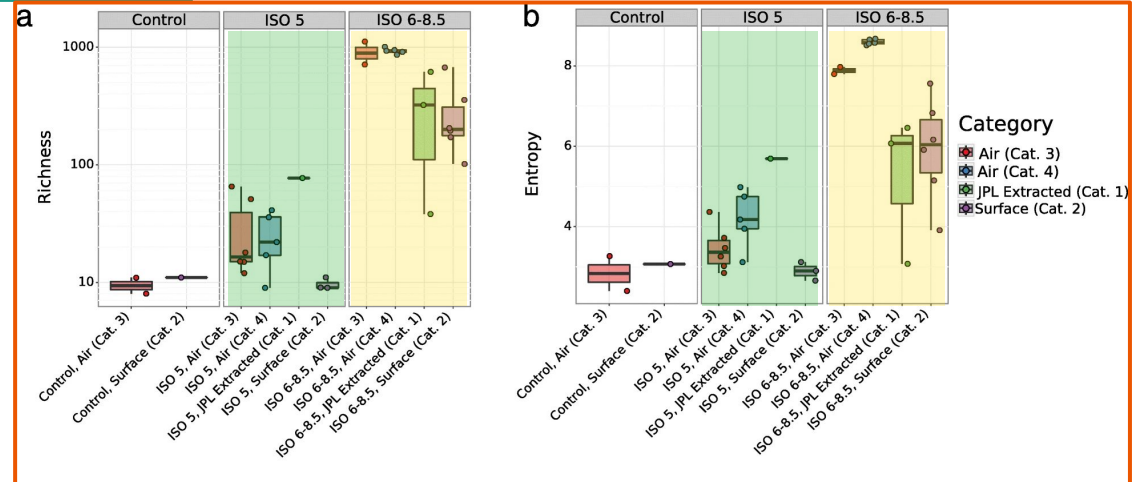 a
Control ISO 5 ISO 6-8.5
1000
100
10
Richness
Control, Air (Cat. 3)
Control, Surface (Cat. 2)
ISO 5, Air (Cat. 3)
ISO 5, Air (Cat. 4)
ISO 5, JPL Extracted (Cat. 1)
ISO 5, Surface (Cat. 2)
ISO 6-8.5, Air (Cat. 3)
ISO 6-8.5, Air (Cat. 4)
ISO 6-8.5, JPL Extracted (Cat. 1)
ISO 6-8.5, Surface (Cat. 2)
b
Control ISO 5 ISO 6-8.5
8
6
4
Entropy
Control, Air (Cat. 3)
Control, Surface (Cat. 2)
ISO 5, Air (Cat. 3)
ISO 5, Air (Cat. 4)
ISO 5, JPL Extracted (Cat. 1)
ISO 5, Surface (Cat. 2)
ISO 6-8.5, Air (Cat. 3)
ISO 6-8.5, Air (Cat. 4)
ISO 6-8.5, JPL Extracted (Cat. 1)
ISO 6-8.5, Surface (Cat. 2)
Category
Air (Cat. 3)
Air (Cat. 4)
JPL Extracted (Cat. 1)
Surface (Cat. 2)